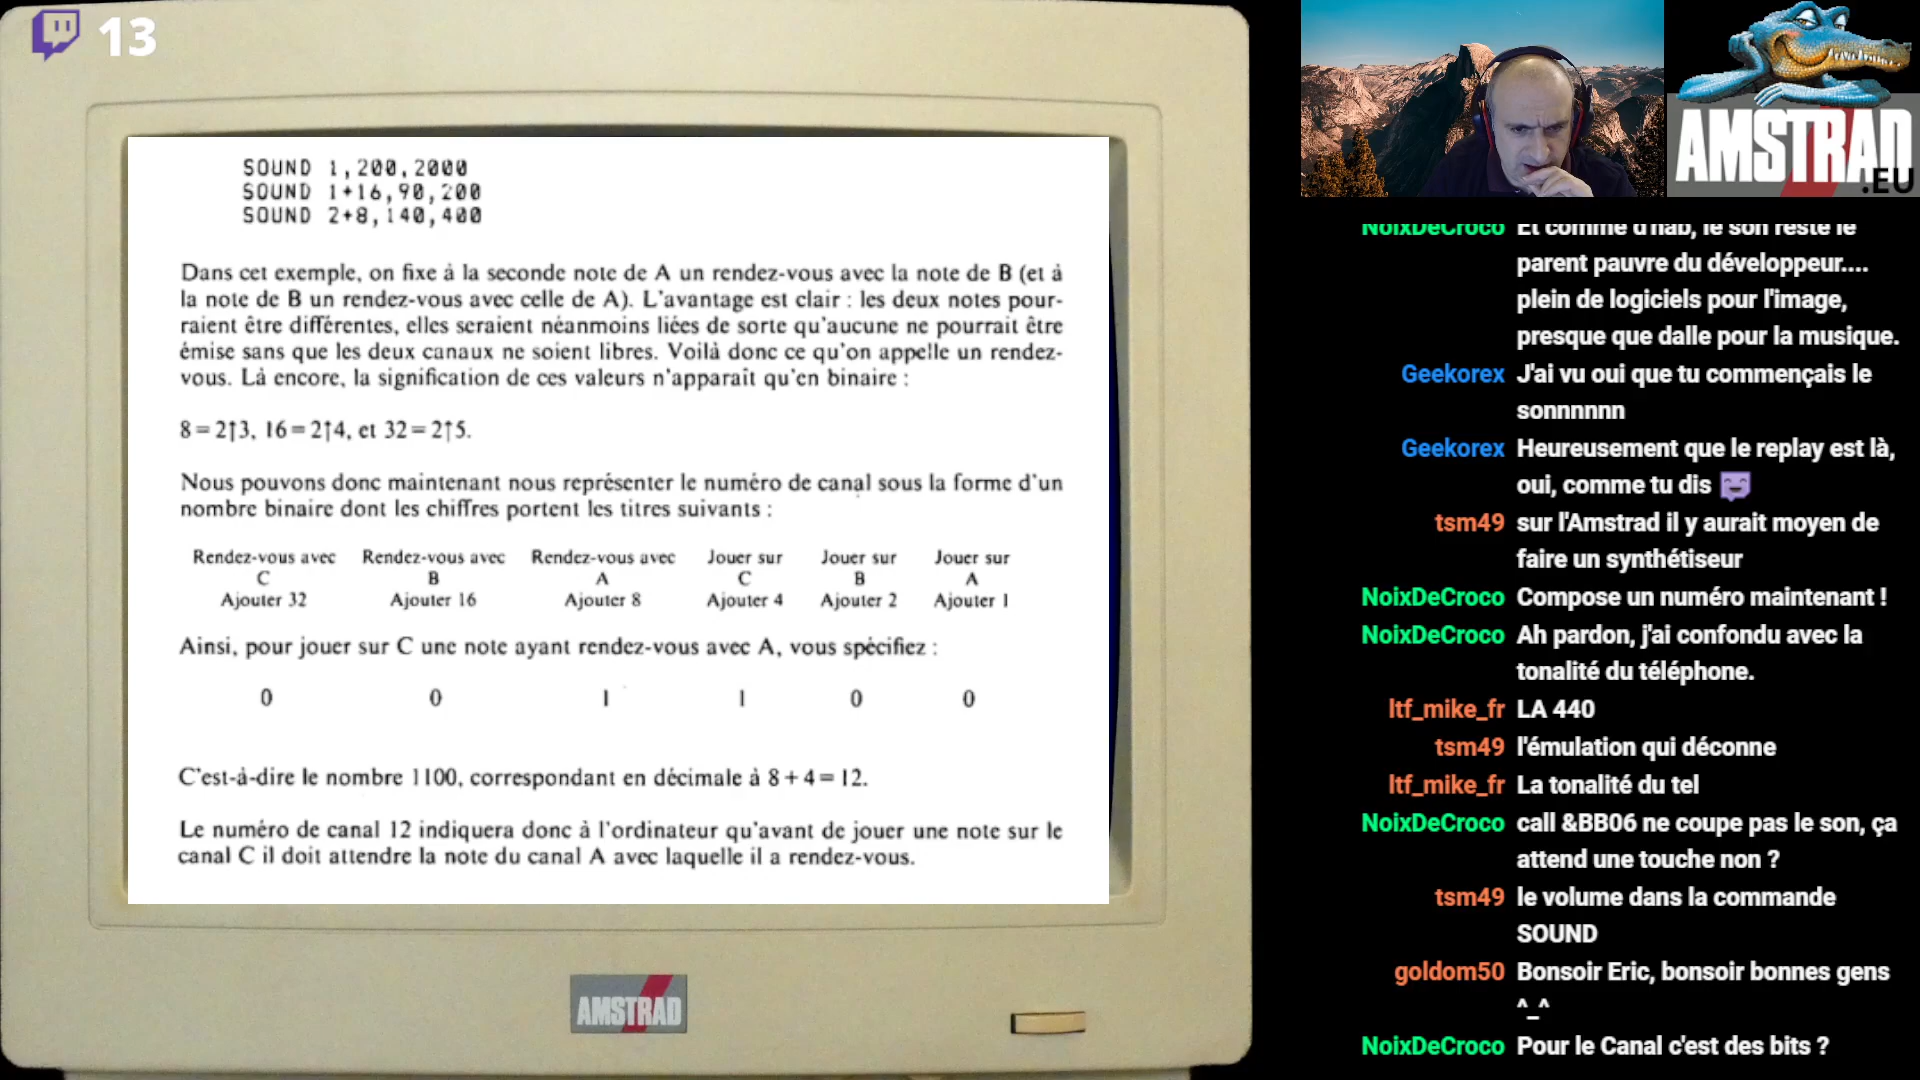 13
SOUND 1,200,2000
SOUND 1+16,90,200
SOUND 2+8,140,400
Dans cet exemple, on fixe à la seconde note de A un rendez-vous avec la note de B (et à
la note de B un rendez-vous avec celle de A). L'avantage est clair : les deux notes pour-
raient être différentes, elles seraient néanmoins liées de sorte qu'aucune ne pourrait être
émise sans que les deux canaux ne soient libres. Voilà donc ce qu'on appelle un rendez-
vous. Là encore, la signification de ces valeurs n'apparaît qu'en binaire :
8 = 2↑3, 16 = 2↑4, et 32 = 2↑5.
Nous pouvons donc maintenant nous représenter le numéro de canal sous la forme d'un
nombre binaire dont les chiffres portent les titres suivants :
Rendez-vous avec Rendez-vous avec Rendez-vous avec Jouer sur Jouer sur Jouer sur
C B A C B A
Ajouter 32 Ajouter 16 Ajouter 8 Ajouter 4 Ajouter 2 Ajouter 1
Ainsi, pour jouer sur C une note ayant rendez-vous avec A, vous spécifiez :
0 0 1 1 0 0
C'est-à-dire le nombre 1100, correspondant en décimale à 8 + 4 = 12.
Le numéro de canal 12 indiquera donc à l'ordinateur qu'avant de jouer une note sur le
canal C il doit attendre la note du canal A avec laquelle il a rendez-vous.
AMSTRAD
AMSTRAD
.EU
NoixDeCroco Et comme d'hab, le son reste le
parent pauvre du développeur....
plein de logiciels pour l'image,
presque que dalle pour la musique.
Geekorex J'ai vu oui que tu commençais le
sonnnnnn
Geekorex Heureusement que le replay est là,
oui, comme tu dis
tsm49 sur l'Amstrad il y aurait moyen de
faire un synthétiseur
NoixDeCroco Compose un numéro maintenant !
NoixDeCroco Ah pardon, j'ai confondu avec la
tonalité du téléphone.
ltf_mike_fr LA 440
tsm49 l'émulation qui déconne
ltf_mike_fr La tonalité du tel
NoixDeCroco call &BB06 ne coupe pas le son, ça
attend une touche non ?
tsm49 le volume dans la commande
SOUND
goldom50 Bonsoir Eric, bonsoir bonnes gens
^_^
NoixDeCroco Pour le Canal c'est des bits ?